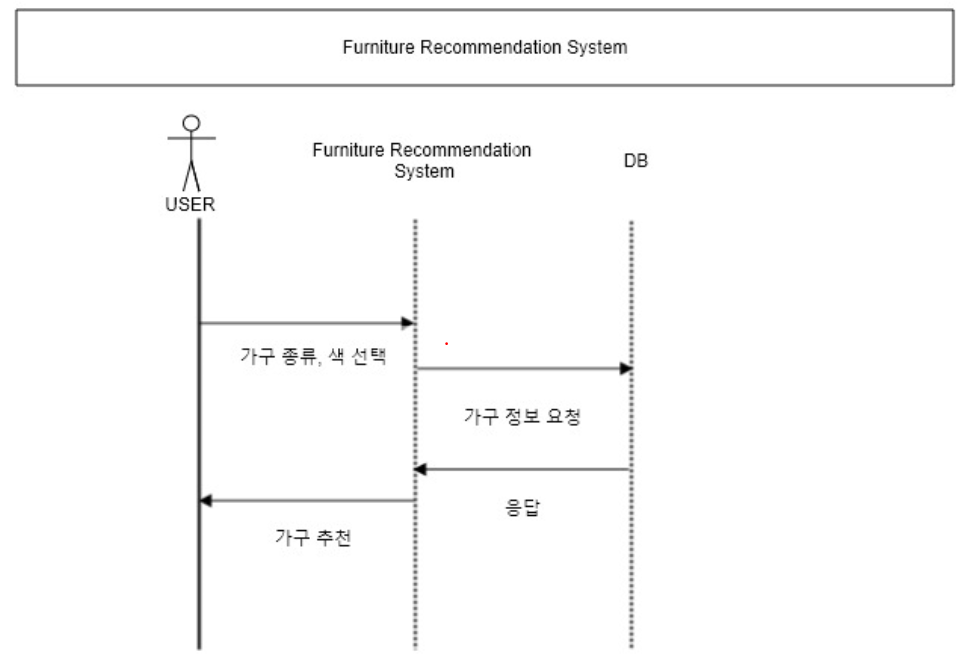 Furniture Recommendation System
Furniture Recommendation
System
DB
USER
가구 종류, 색 선택
가구 정보 요청
응답
가구 추천